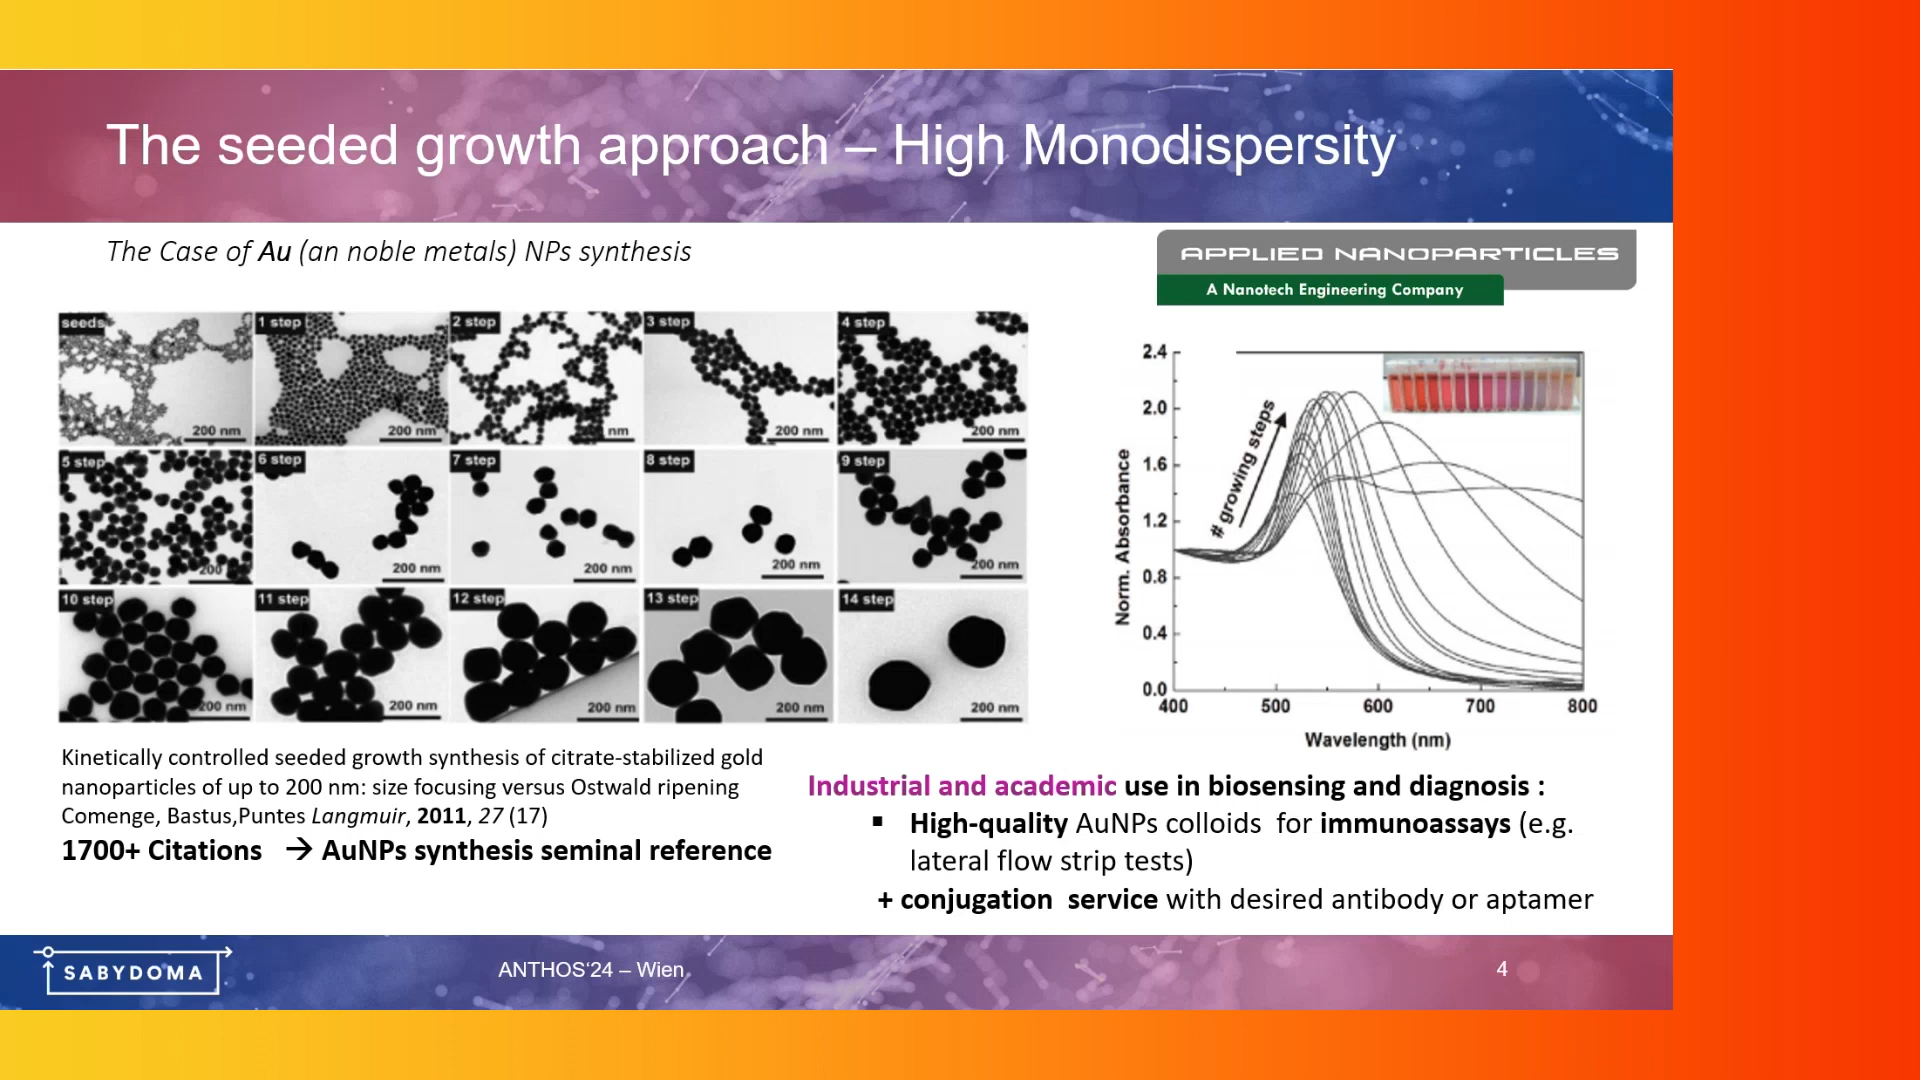 The seeded growth approach – High Monodispersity
The Case of Au (an noble metals) NPs synthesis
APPLIED NANOPARTICLES
A Nanotech Engineering Company
seeds
200 nm
1 step
200 nm
2 step
nm
3 step
200 nm
4 step
200 nm
5 step
200
6 step
200 nm
7 step
200 nm
8 step
200 nm
9 step
200 nm
10 step
200 nm
11 step
200 nm
12 step
200 nm
13 step
200 nm
14 step
200 nm
2.4
2.0
1.6
1.2
0.8
0.4
0.0
Norm. Absorbance
# growing steps
400 500 600 700 800
Wavelength (nm)
Kinetically controlled seeded growth synthesis of citrate-stabilized gold
nanoparticles of up to 200 nm: size focusing versus Ostwald ripening
Comenge, Bastus,Puntes Langmuir, 2011, 27 (17)
1700+ Citations → AuNPs synthesis seminal reference
Industrial and academic use in biosensing and diagnosis :
▪ High-quality AuNPs colloids for immunoassays (e.g.
lateral flow strip tests)
+ conjugation service with desired antibody or aptamer
SABYDOMA
ANTHOS‘24 – Wien
4